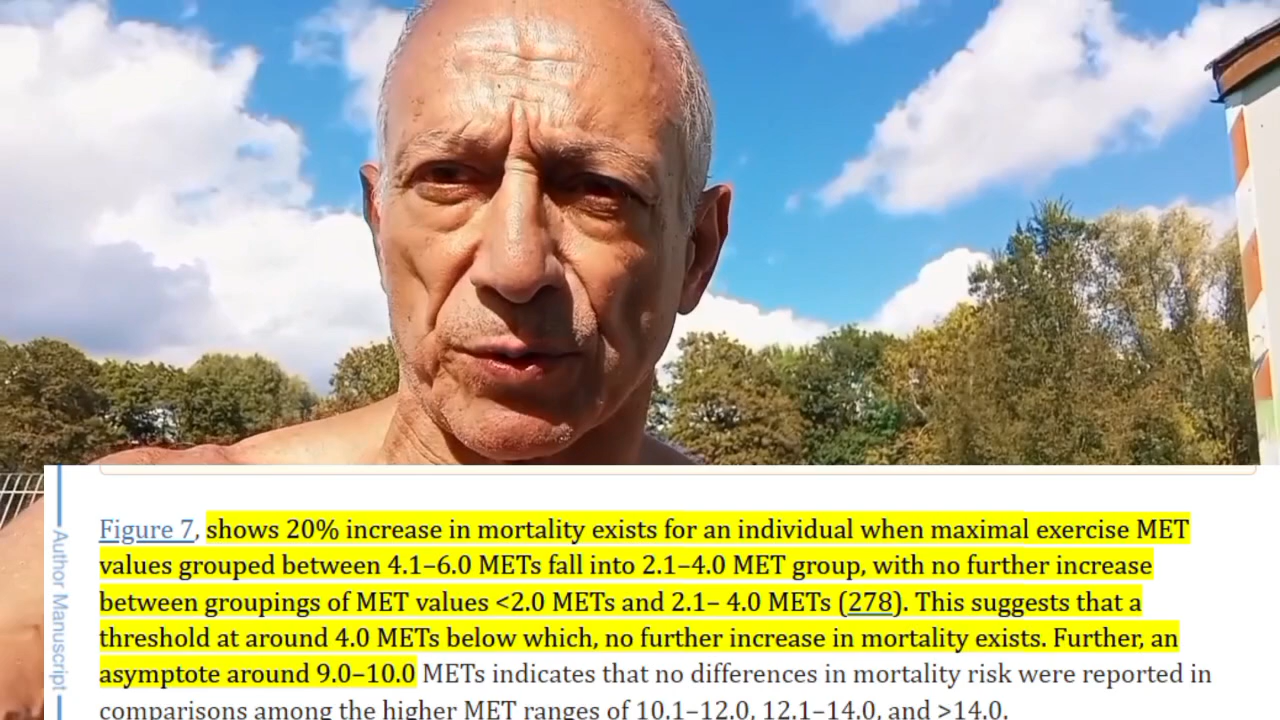 Figure 7, shows 20% increase in mortality exists for an individual when maximal exercise MET
values grouped between 4.1–6.0 METs fall into 2.1–4.0 MET group, with no further increase
between groupings of MET values <2.0 METs and 2.1– 4.0 METs (278). This suggests that a
threshold at around 4.0 METs below which, no further increase in mortality exists. Further, an
asymptote around 9.0–10.0 METs indicates that no differences in mortality risk were reported in
comparisons among the higher MET ranges of 10.1–12.0, 12.1–14.0, and >14.0.
Author Manuscript